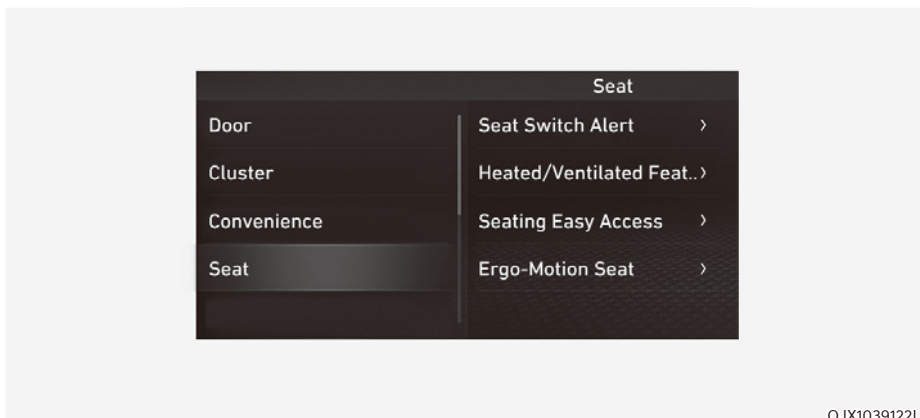 Seat
Door
Cluster
Convenience
Seat
Seat Switch Alert >
Heated/Ventilated Feat..>
Seating Easy Access >
Ergo-Motion Seat >